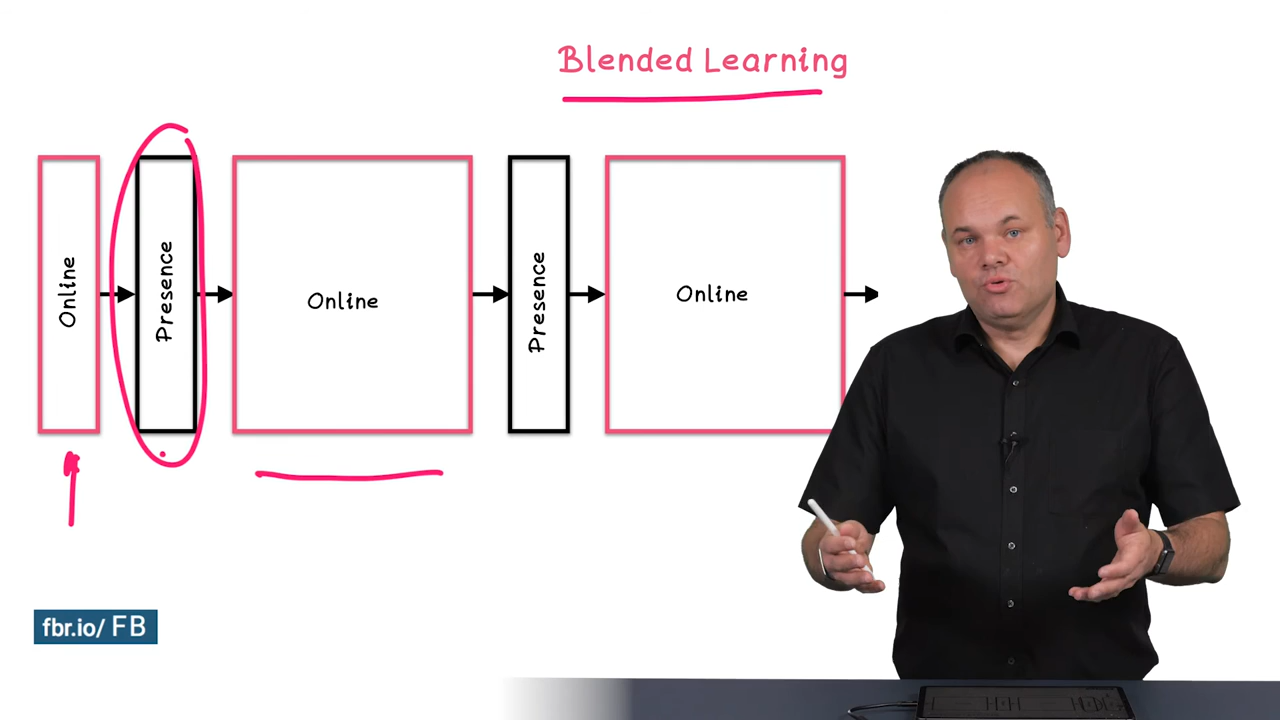 Blended Learning
Online
Presence
Online
Presence
Online
fbr.io/ FB